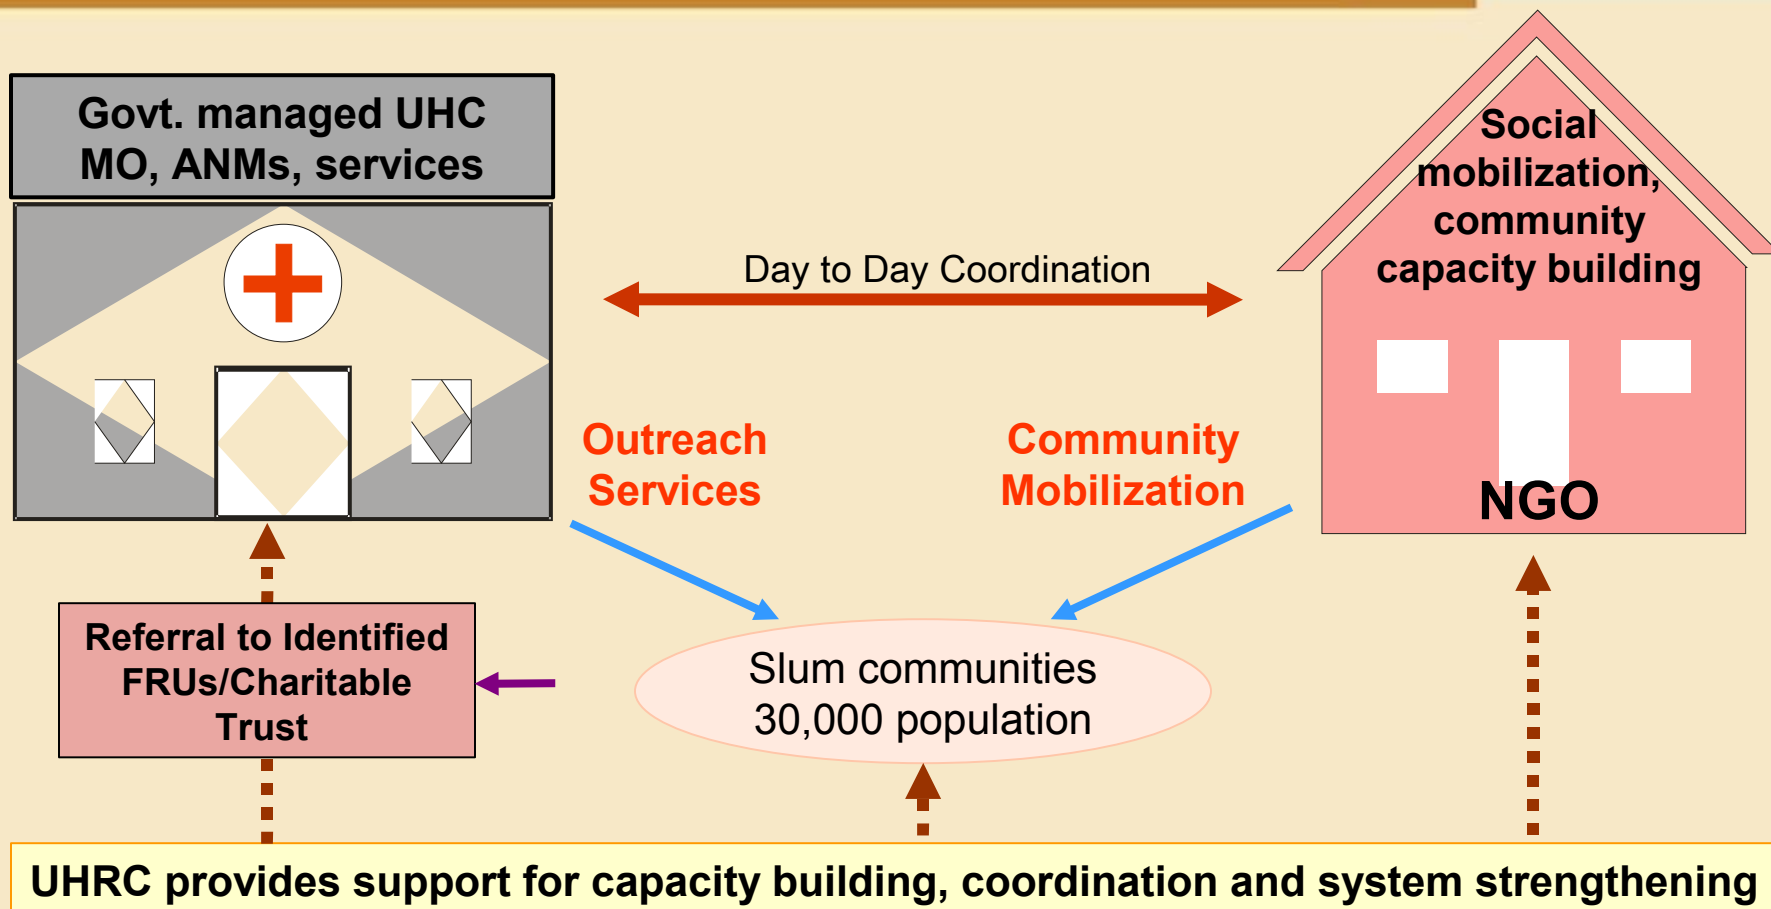 Govt. managed UHC
MO, ANMs, services
Social
mobilization,
community
capacity building
Day to Day Coordination
Outreach
Services
Community
Mobilization
NGO
Referral to Identified
FRUs/Charitable
Trust
Slum communities
30,000 population
UHRC provides support for capacity building, coordination and system strengthening